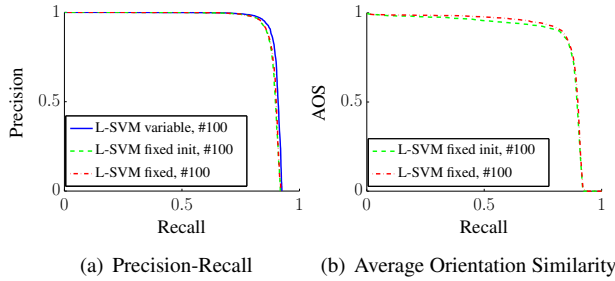 1
0.5
0
0
0.5
1
Precision
Recall
L-SVM variable, #100
L-SVM fixed init, #100
L-SVM fixed, #100
(a) Precision-Recall
1
0.5
0
0
0.5
1
AOS
Recall
L-SVM fixed init, #100
L-SVM fixed, #100
(b) Average Orientation Similarity